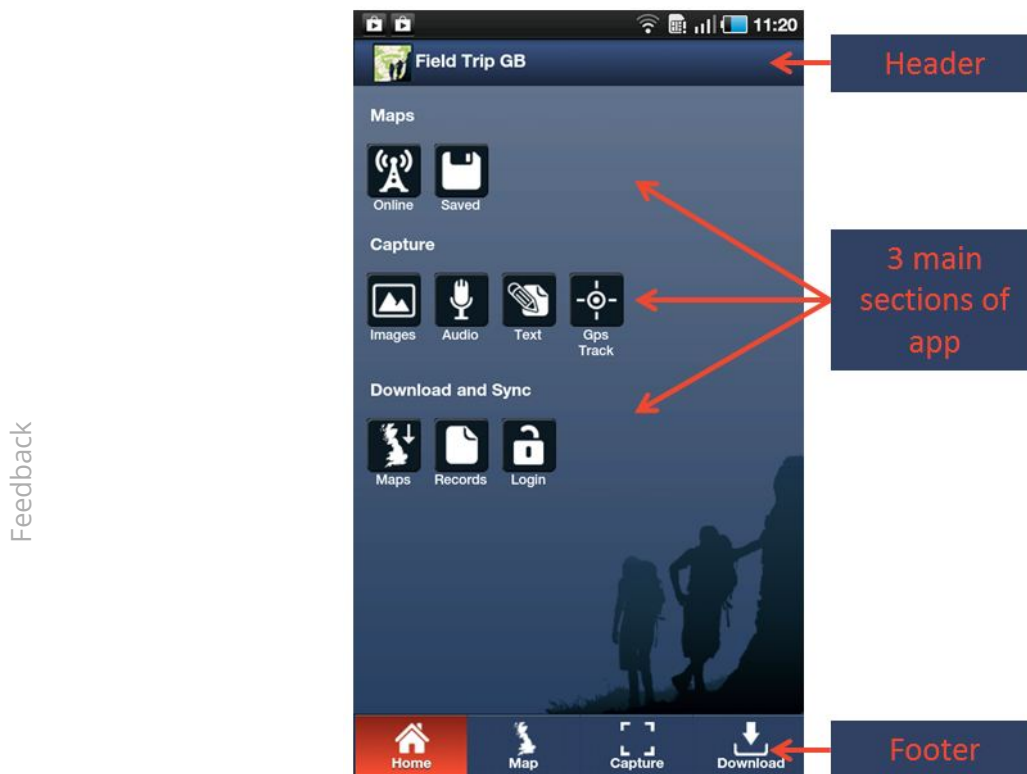 11:20
Field Trip GB
Header
Maps
Online Saved
Capture
3 main
sections of
app
Images Audio Text Gps
Track
Download and Sync
Maps Records Login
Feedback
Home Map Capture Download
Footer